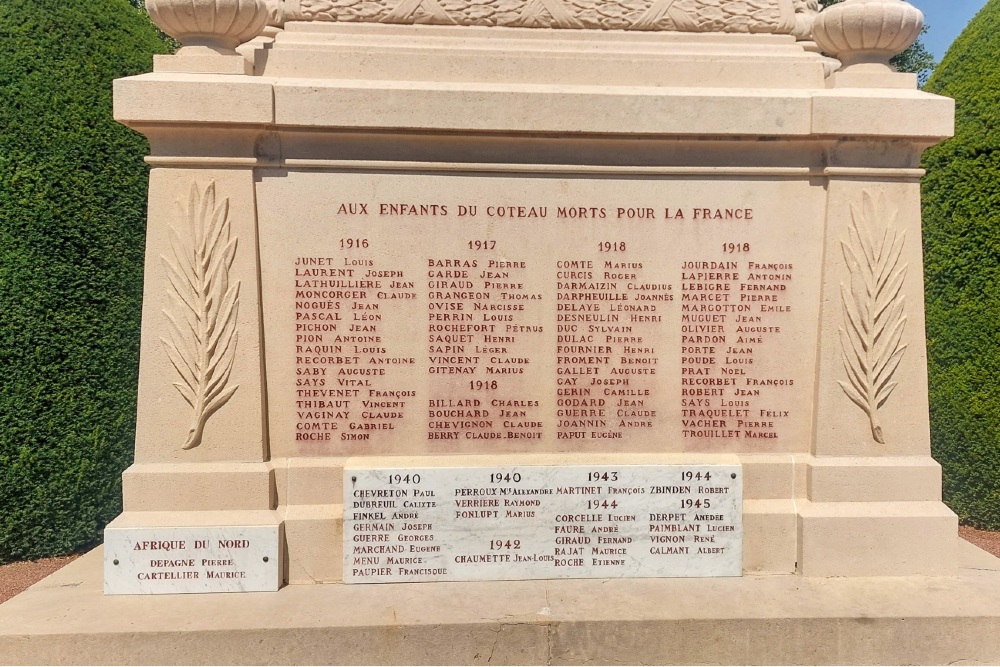 AUX ENFANTS DU COTEAU MORTS POUR LA FRANCE
1916
JUNET LOUIS
LAURENT JOSEPH
LATHUILLIÈRE JEAN
MONCORGER CLAUDE
NOGUÈS JEAN
PASCAL LÉON
PICHON JEAN
PION ANTOINE
RAQUIN LOUIS
RECORBET ANTOINE
SABY AUGUSTE
SAYS VITAL
THEVENET FRANÇOIS
THIBAUT VINCENT
VAGINAY CLAUDE
COMTE GABRIEL
ROCHE SIMON
1917
BARRAS PIERRE
GARDE JEAN
GIRAUD PIERRE
GRANGEON THOMAS
OVISE NARCISSE
PERRIN LOUIS
ROCHEFORT PÉTRUS
SAQUET HENRI
SAPIN LÉGER
VINCENT CLAUDE
GITENAY MARIUS
1918
BILLARD CHARLES
BOUCHARD JEAN
CHEVIGNON CLAUDE
BERRY CLAUDE-BENOIT
1918
COMTE MARIUS
CURCIS ROGER
DARMAIZIN CLAUDIUS
DARPHEUILLE JOANNÈS
DELAYE LÉONARD
DESNEULIN HENRI
DUC SYLVAIN
DULAC PIERRE
FOURNIER HENRI
FROMENT BENOÎT
GALLET AUGUSTE
GAY JOSEPH
GERIN CAMILLE
GODARD JEAN
GUERRE CLAUDE
JOANNIN ANDRÉ
PAPUT EUGÈNE
1918
JOURDAIN FRANÇOIS
LAPIERRE ANTONIN
LEBIGRE FERNAND
MARCET PIERRE
MARGOTTON EMILE
MUGUET JEAN
OLIVIER AUGUSTE
PARDON AIMÉ
PORTE JEAN
POUDE LOUIS
PRAT NOËL
RECORBET FRANÇOIS
ROBERT JEAN
SAYS LOUIS
TRAQUELET FÉLIX
VACHER PIERRE
TROUILLET MARCEL
1940
CHEVRETON PAUL
DUBREUIL CALIXTE
FINKEL ANDRÉ
GERMAIN JOSEPH
GUERRE GEORGES
MARCHAND EUGENE
MENU MAURICE
PAUPIER FRANCISQUE
1940
PERROUX ALEXANDRE
VERRIÈRE RAYMOND
FONLUPT MARIUS
1942
CHAUMETTE JEAN-LOUIS
1943
MARTINET FRANÇOIS
1944
CORCELLE LUCIEN
FAURE ANDRÉ
GIRAUD FERNAND
RAJAT MAURICE
ROCHE ETIENNE
1944
ZBINDEN ROBERT
1945
DERPET ANEDÉE
PAIMBLANT LUCIEN
VIGNON RENÉ
CALMANT ALBERT
AFRIQUE DU NORD
DEPAGNE PIERRE
CARTELLIER MAURICE